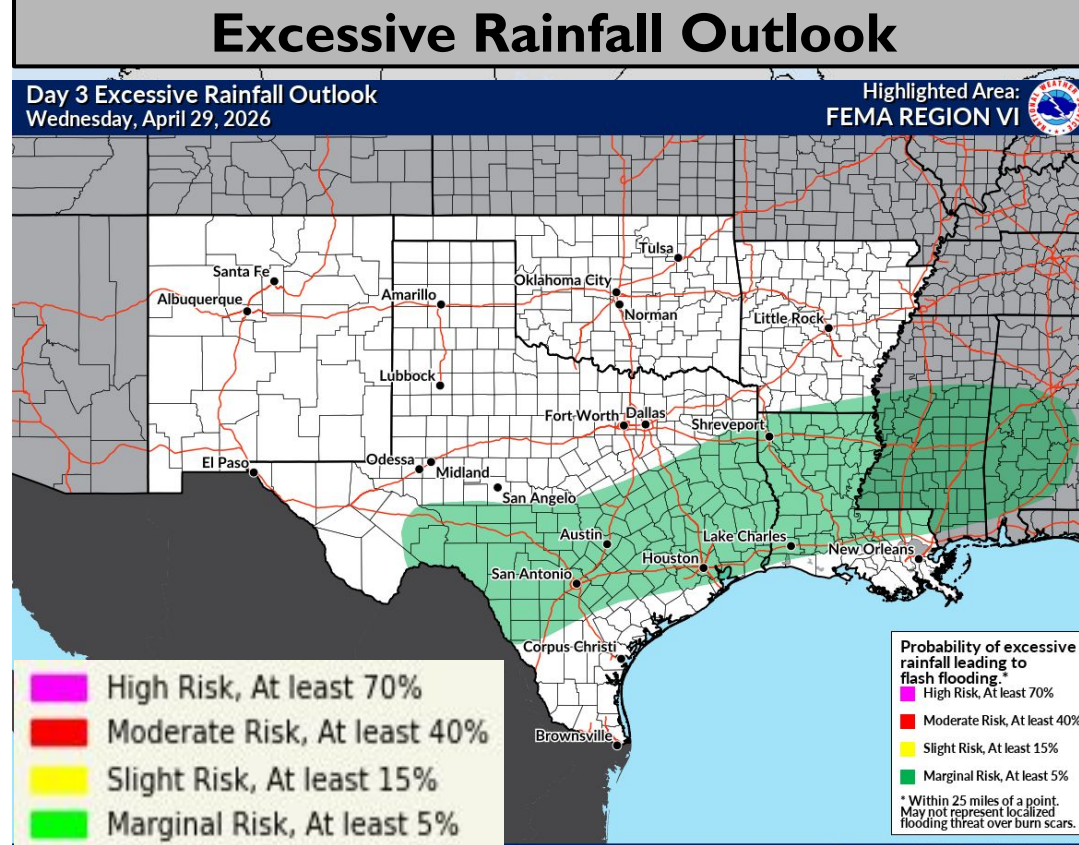 Excessive Rainfall Outlook
Day 3 Excessive Rainfall Outlook
Wednesday, April 29, 2026
Highlighted Area:
FEMA REGION VI
Tulsa
Santa Fe
Oklahoma City
Albuquerque
Amarillo
Norman
Little Rock
Lubbock
Fort Worth
Dallas
Shreveport
El Paso
Odessa
Midland
San Angelo
Austin
Lake Charles
Houston
New Orleans
San Antonio
Corpus Christi
Brownsville
High Risk, At least 70%
Moderate Risk, At least 40%
Slight Risk, At least 15%
Marginal Risk, At least 5%
Probability of excessive
rainfall leading to
flash flooding.*
High Risk, At least 70%
Moderate Risk, At least 40%
Slight Risk, At least 15%
Marginal Risk, At least 5%
* Within 25 miles of a point.
May not represent localized
flooding threat over burn scars.